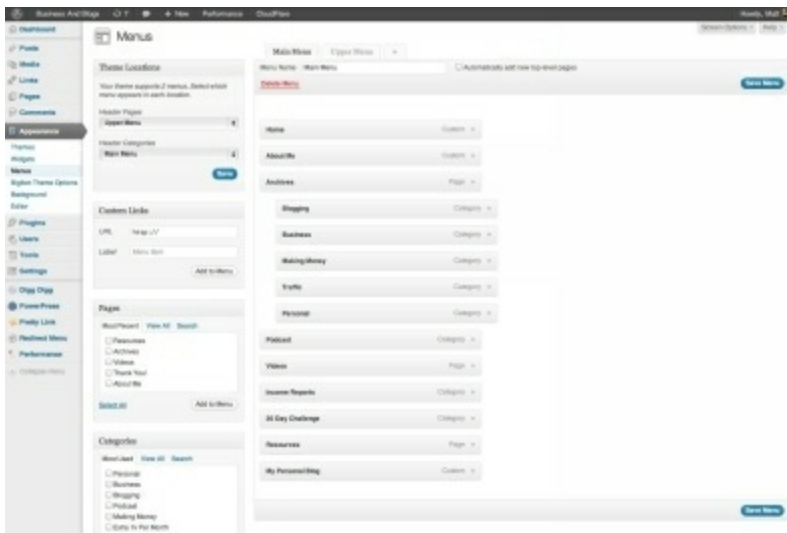 Business And Blogs 7 + New Performance CloudFlare Howdy, Matt
Screen Options Help
Dashboard
Posts
Media
Links
Pages
Comments
Appearance
Themes
Widgets
Menus
Theme Options
Background
Editor
Plugins
Users
Tools
Settings
Digg Digg
PowerPress
Pretty Link
Redirect Menu
Performance
Collapse menu
Menus
Theme Locations
Your theme supports 2 menus. Select which
menu appears in each location.
Header Pages
Upper Menu
Header Categories
Main Menu
Save
Custom Links
URL http://
Label Menu Item
Add to Menu
Pages
Most Recent View All Search
Resources
Archives
Videos
Thank You!
About Me
Select All Add to Menu
Categories
Most Used View All Search
Personal
Business
Blogging
Podcast
Making Money
Extra 1k Per Month
Main Menu Upper Menu +
Menu Name Main Menu Automatically add new top-level pages
Delete Menu Save Menu
Home Custom
About Me Custom
Archives Page
Blogging Category
Business Category
Making Money Category
Traffic Category
Personal Category
Podcast Category
Videos Page
Income Reports Category
30 Day Challenge Category
Resources Page
My Personal Blog Custom
Save Menu